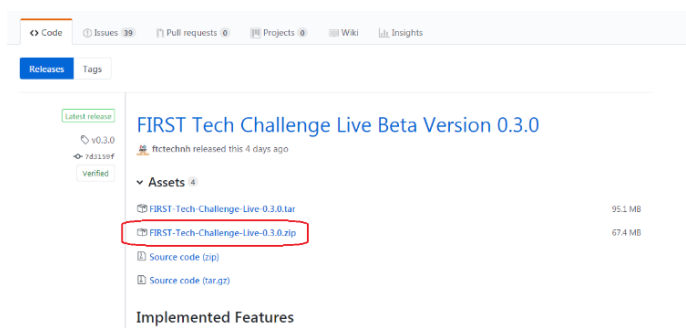 Code Issues 39 Pull requests 0 Projects 0 Wiki Insights
Releases Tags
Latest release
v0.3.0
7d3159f
Verified
FIRST Tech Challenge Live Beta Version 0.3.0
ftctechnh released this 4 days ago
Assets 4
FIRST-Tech-Challenge-Live-0.3.0.tar 95.1 MB
FIRST-Tech-Challenge-Live-0.3.0.zip 67.4 MB
Source code (zip)
Source code (tar.gz)
Implemented Features